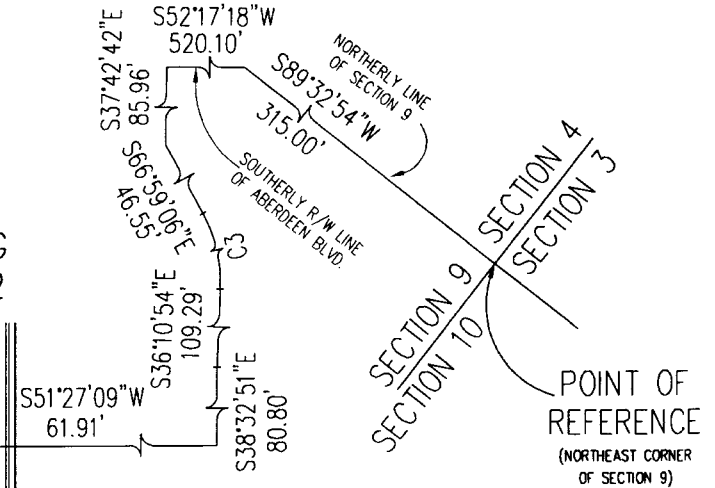 S52°17'18"W
520.10'
S37°42'42"E
85.96'
NORTHERLY LINE
OF SECTION 9
S89°32'54"W
315.00'
S66°59'06"E
46.55'
SOUTHERLY R/W LINE
OF ABERDEEN BLVD.
SECTION 4
SECTION 3
C3
SECTION 9
SECTION 10
S36°10'54"E
109.29'
S38°32'51"E
80.80'
S51°27'09"W
61.91'
POINT OF
REFERENCE
(NORTHEAST CORNER
OF SECTION 9)